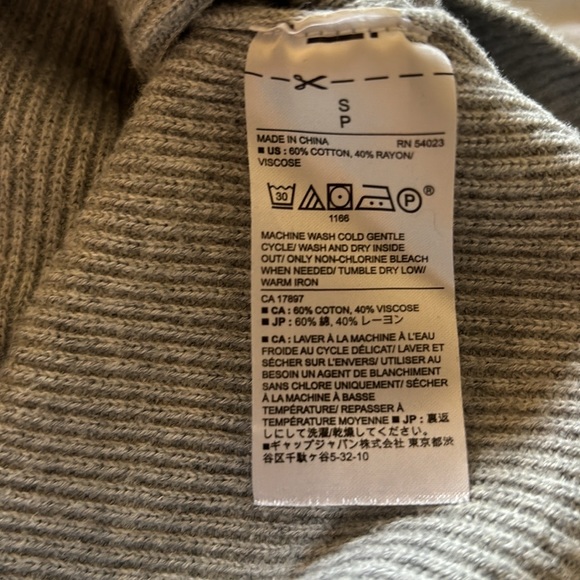 S
P
MADE IN CHINA RN 54023
■ US : 60% COTTON, 40% RAYON/
VISCOSE
30 P ®
1166
MACHINE WASH COLD GENTLE
CYCLE/ WASH AND DRY INSIDE
OUT/ ONLY NON-CHLORINE BLEACH
WHEN NEEDED/ TUMBLE DRY LOW/
WARM IRON
CA 17897
■ CA : 60% COTON, 40% VISCOSE
■ JP : 60% 綿, 40% レーヨン
■ CA : LAVER À LA MACHINE À L'EAU
FROIDE AU CYCLE DÉLICAT/ LAVER ET
SÉCHER SUR L'ENVERS/ UTILISER AU
BESOIN UN AGENT DE BLANCHIMENT
SANS CHLORE UNIQUEMENT/ SÉCHER
À LA MACHINE À BASSE
TEMPÉRATURE/ REPASSER À
TEMPÉRATURE MOYENNE ■ JP : 裏返
しにして洗濯/乾燥してください。
■ギャップジャパン株式会社 東京都渋
谷区千駄ヶ谷5-32-10